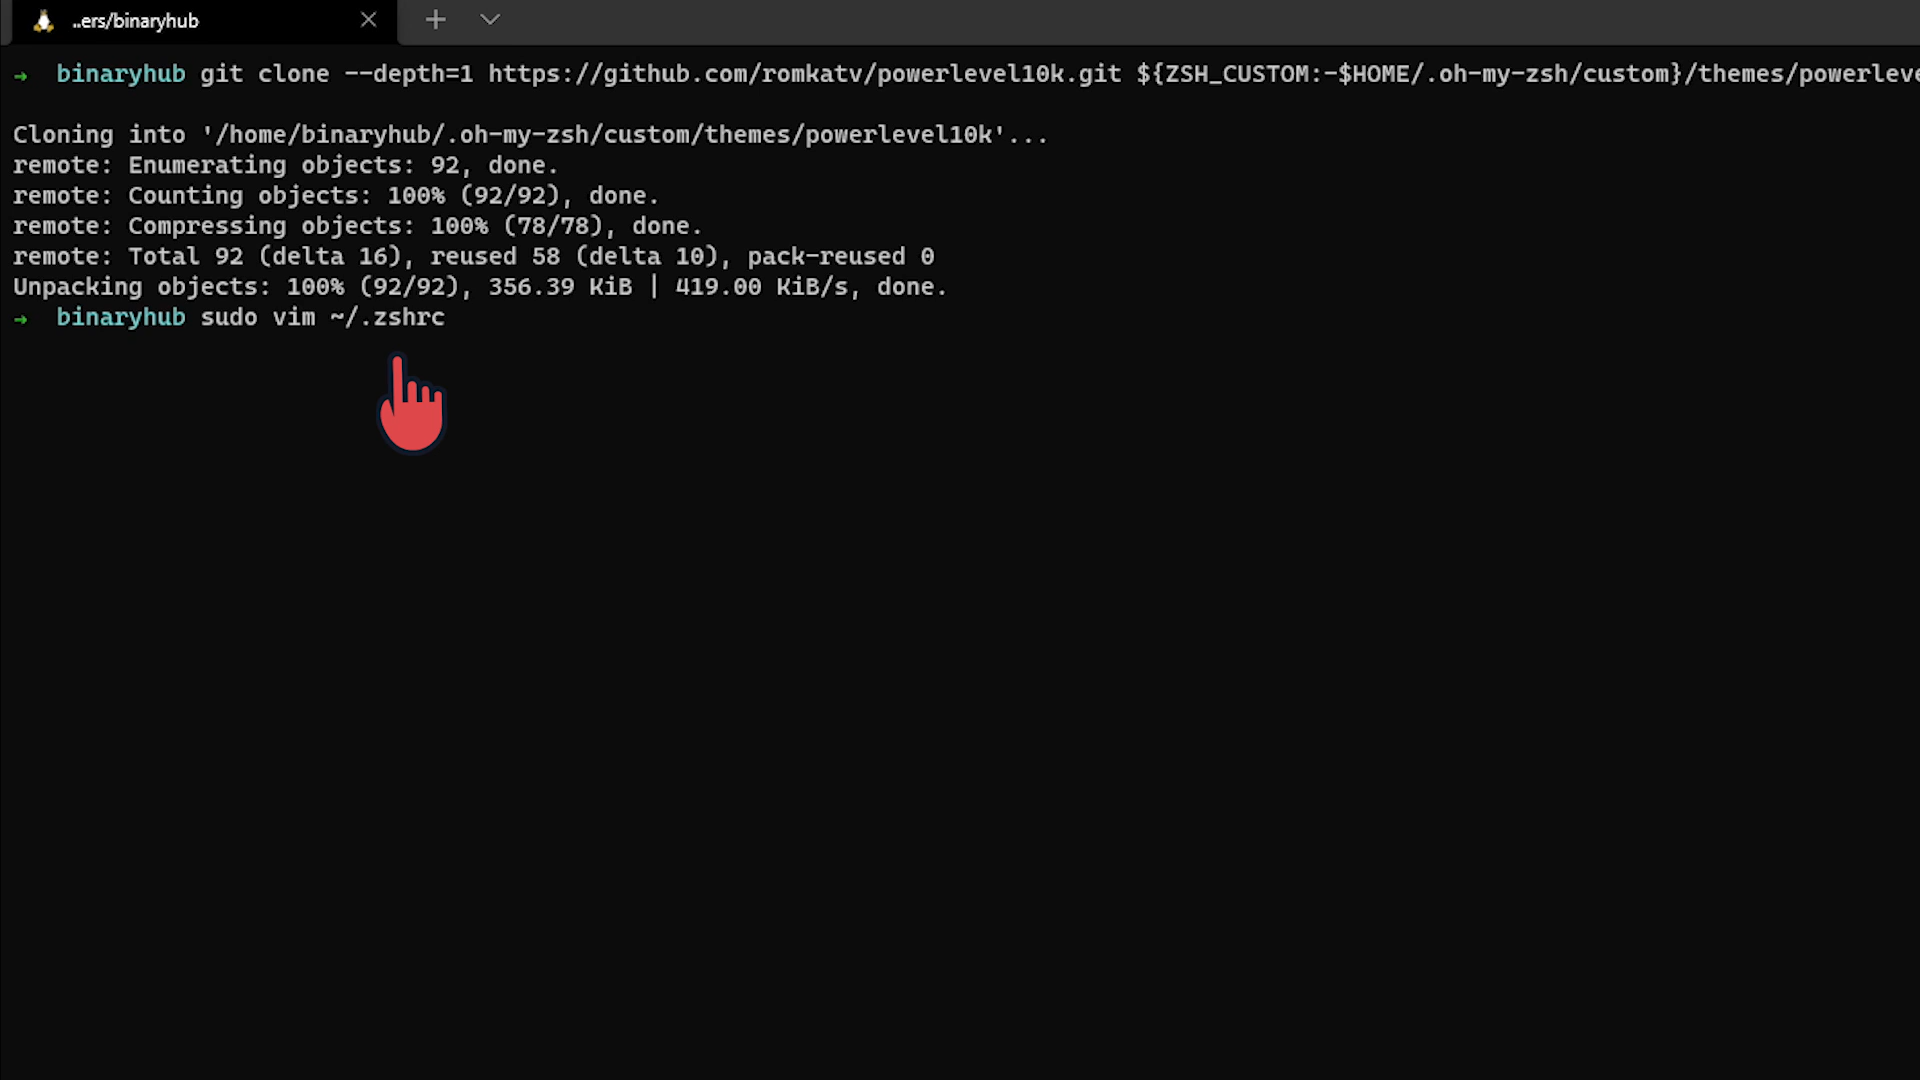 ..ers/binaryhub
→ binaryhub git clone --depth=1 https://github.com/romkatv/powerlevel10k.git ${ZSH_CUSTOM:-$HOME/.oh-my-zsh/custom}/themes/powerleve
Cloning into '/home/binaryhub/.oh-my-zsh/custom/themes/powerlevel10k'...
remote: Enumerating objects: 92, done.
remote: Counting objects: 100% (92/92), done.
remote: Compressing objects: 100% (78/78), done.
remote: Total 92 (delta 16), reused 58 (delta 10), pack-reused 0
Unpacking objects: 100% (92/92), 356.39 KiB | 419.00 KiB/s, done.
→ binaryhub sudo vim ~/.zshrc